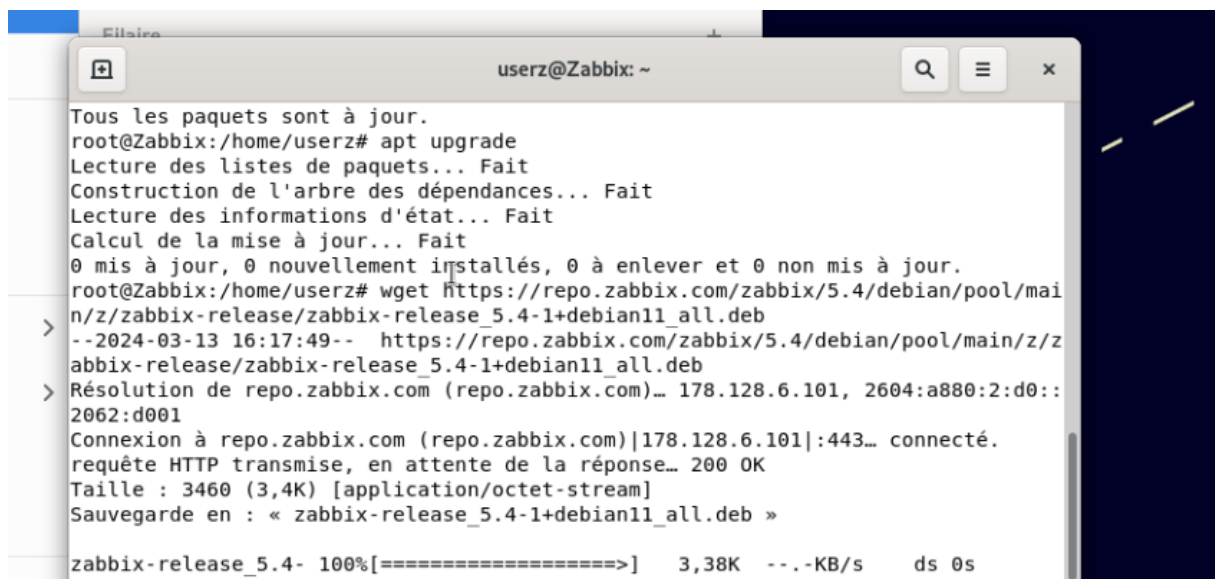 Filaire
userz@Zabbix: ~
Tous les paquets sont à jour.
root@Zabbix:/home/userz# apt upgrade
Lecture des listes de paquets... Fait
Construction de l'arbre des dépendances... Fait
Lecture des informations d'état... Fait
Calcul de la mise à jour... Fait
0 mis à jour, 0 nouvellement installés, 0 à enlever et 0 non mis à jour.
root@Zabbix:/home/userz# wget https://repo.zabbix.com/zabbix/5.4/debian/pool/mai
n/z/zabbix-release/zabbix-release_5.4-1+debian11_all.deb
--2024-03-13 16:17:49--  https://repo.zabbix.com/zabbix/5.4/debian/pool/main/z/z
abbix-release/zabbix-release_5.4-1+debian11_all.deb
Résolution de repo.zabbix.com (repo.zabbix.com)… 178.128.6.101, 2604:a880:2:d0::
2062:d001
Connexion à repo.zabbix.com (repo.zabbix.com)|178.128.6.101|:443… connecté.
requête HTTP transmise, en attente de la réponse… 200 OK
Taille : 3460 (3,4K) [application/octet-stream]
Sauvegarde en : « zabbix-release_5.4-1+debian11_all.deb »
zabbix-release_5.4- 100%[===================>]   3,38K  --.-KB/s    ds 0s